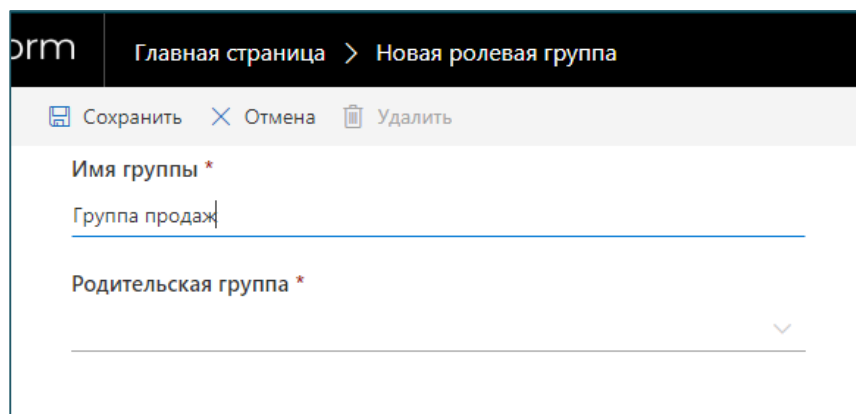 orm Главная страница > Новая ролевая группа
Сохранить Отмена Удалить
Имя группы *
Группа продаж
Родительская группа *